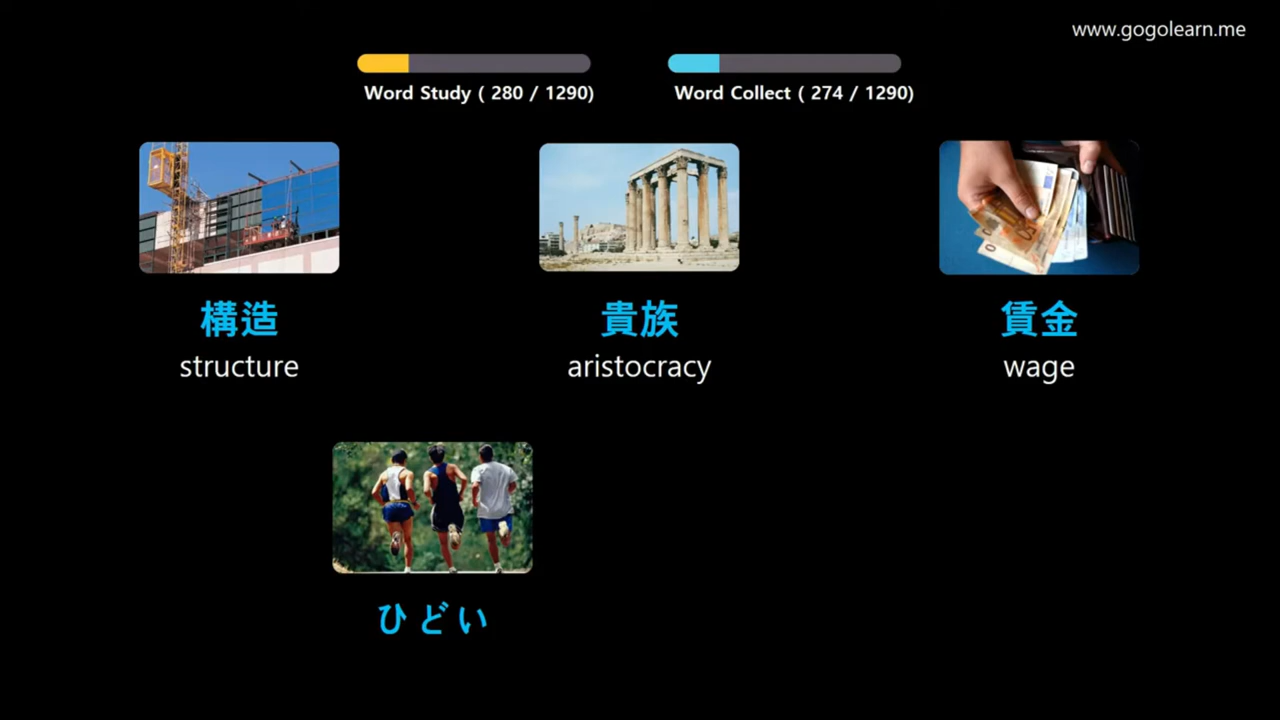 www.gogolearn.me
Word Study ( 280 / 1290)
Word Collect ( 274 / 1290)
構造
structure
貴族
aristocracy
賃金
wage
ひどい